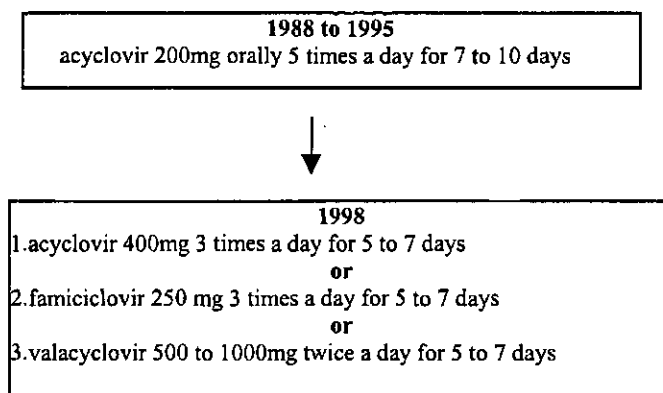 1988 to 1995
acyclovir 200mg orally 5 times a day for 7 to 10 days
1998
1.acyclovir 400mg 3 times a day for 5 to 7 days
or
2.famiciclovir 250 mg 3 times a day for 5 to 7 days
or
3.valacyclovir 500 to 1000mg twice a day for 5 to 7 days